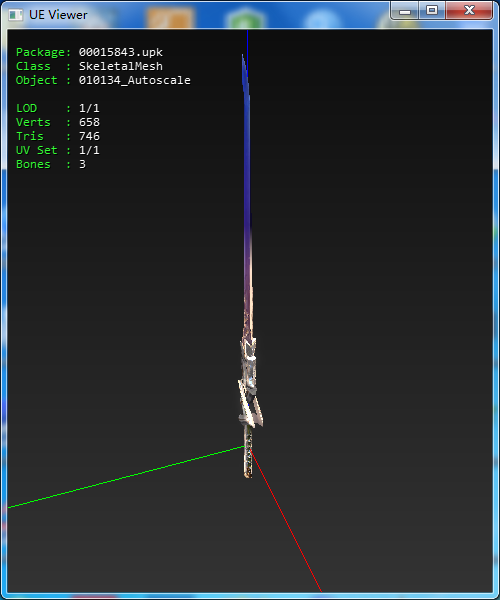 UE Viewer
Package: 00015843.upk
Class : SkeletalMesh
Object : 010134_Autoscale
LOD : 1/1
Verts : 658
Tris : 746
UV Set : 1/1
Bones : 3